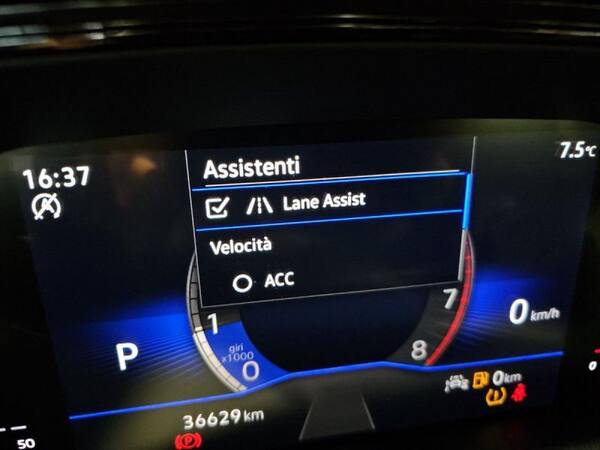 16:37
7.5°C
Assistenti
Lane Assist
Velocità
ACC
1
7
0 km/h
P
giri
x1000
0
8
0 km
36629 km
(P)
50
0